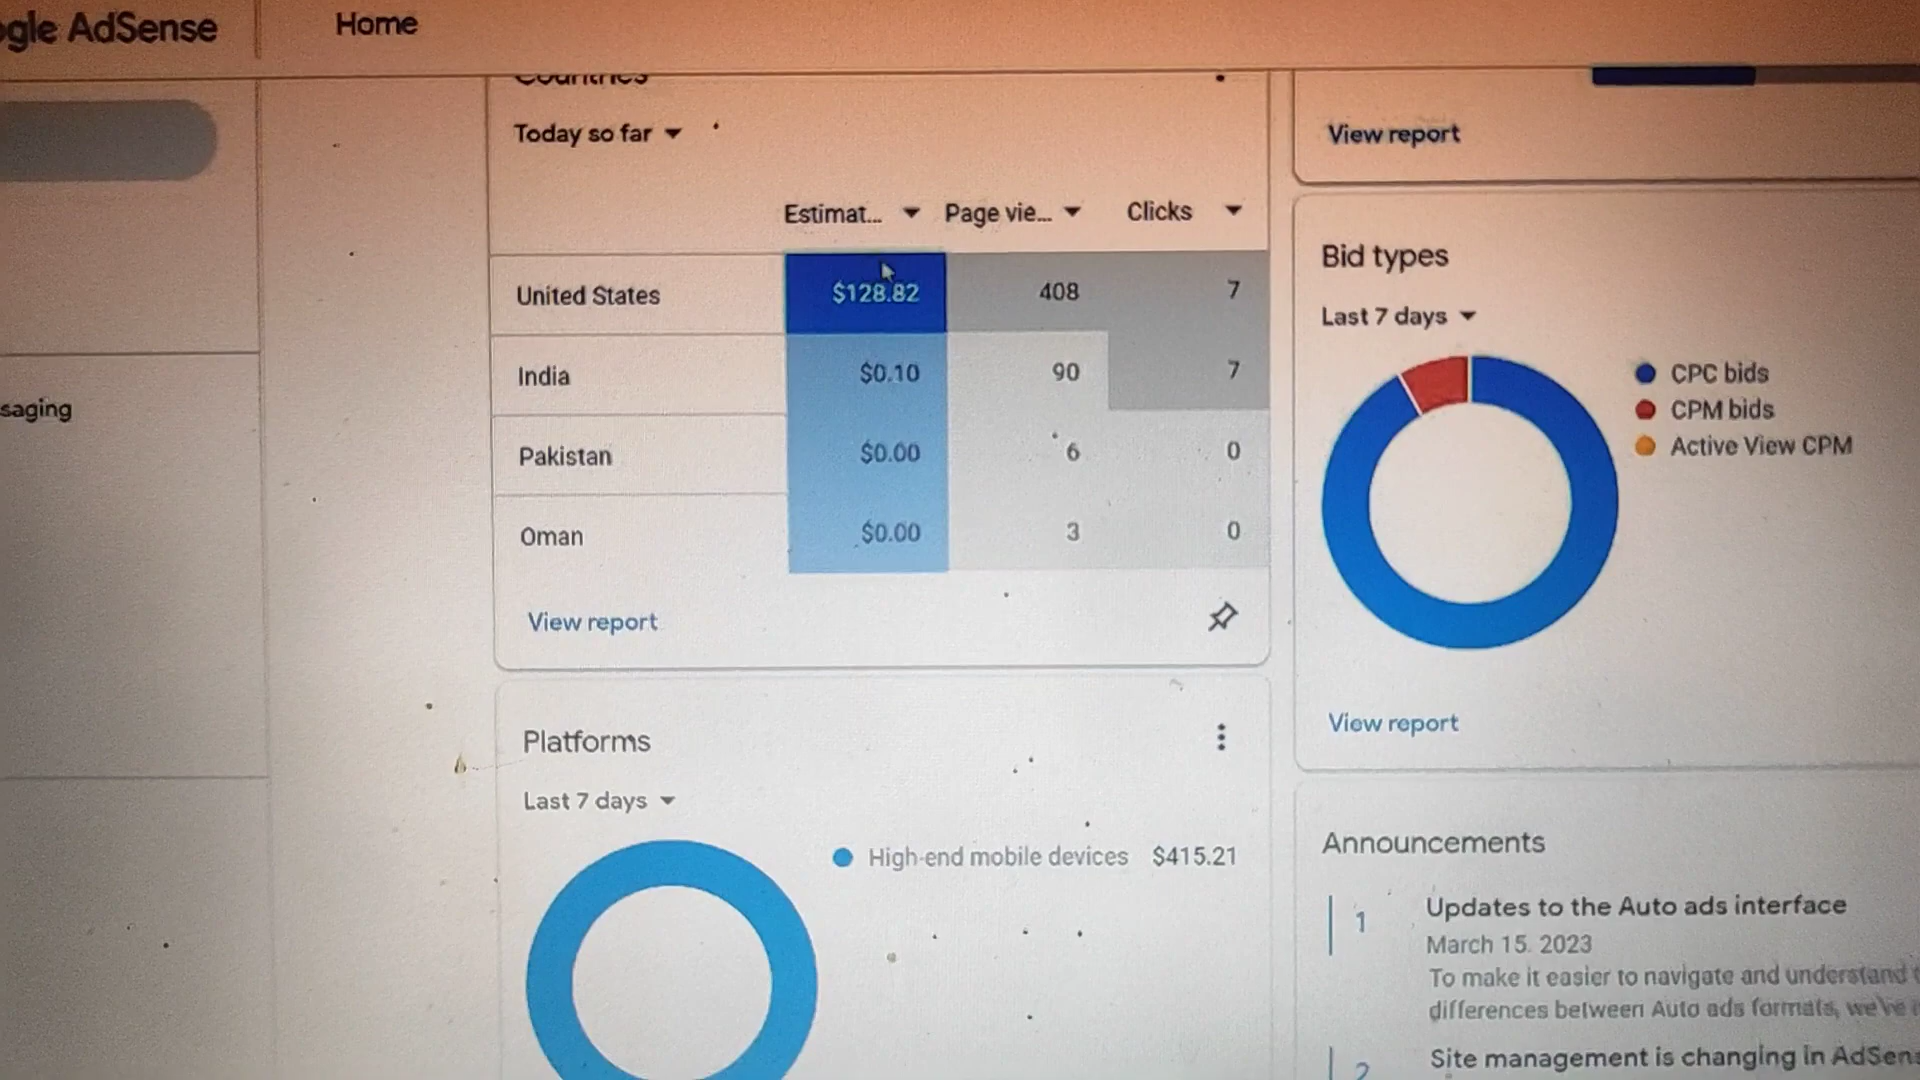 gle AdSense
Home
Countries
Today so far
View report
Estimat... Page vie... Clicks
United States $128.82 408 7
India $0.10 90 7
Pakistan $0.00 6 0
Oman $0.00 3 0
View report
Bid types
Last 7 days
CPC bids
CPM bids
Active View CPM
View report
saging
Platforms
Last 7 days
High-end mobile devices $415.21
Announcements
1 Updates to the Auto ads interface
March 15, 2023
To make it easier to navigate and understand
differences between Auto ads formats, we've
2 Site management is changing in AdSens